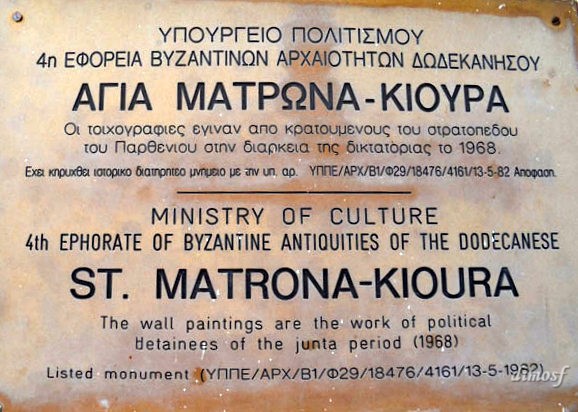 ΥΠΟΥΡΓΕΙΟ ΠΟΛΙΤΙΣΜΟΥ
4η ΕΦΟΡΕΙΑ ΒΥΖΑΝΤΙΝΩΝ ΑΡΧΑΙΟΤΗΤΩΝ ΔΩΔΕΚΑΝΗΣΟΥ
ΑΓΙΑ ΜΑΤΡΩΝΑ-ΚΙΟΥΡΑ
Οι τοιχογραφιες εγιναν απο κρατουμενους του στρατοπεδου
του Παρθενιου στην διαρκεια της δικτατοριας το 1968.
Εχει κηρυχθει ιστορικο διατηρητεο μνημειο με την υπ. αρ. ΥΠΠΕ/ΑΡΧ/Β1/Φ29/18476/4161/13-5-82 Αποφαση.
MINISTRY OF CULTURE
4th EPHORATE OF BYZANTINE ANTIQUITIES OF THE DODECANESE
ST. MATRONA-KIOURA
The wall paintings are the work of political
detainees of the junta period (1968)
Listed monument (ΥΠΠΕ/ΑΡΧ/Β1/Φ29/18476/4161/13-5-1982)
dimosf